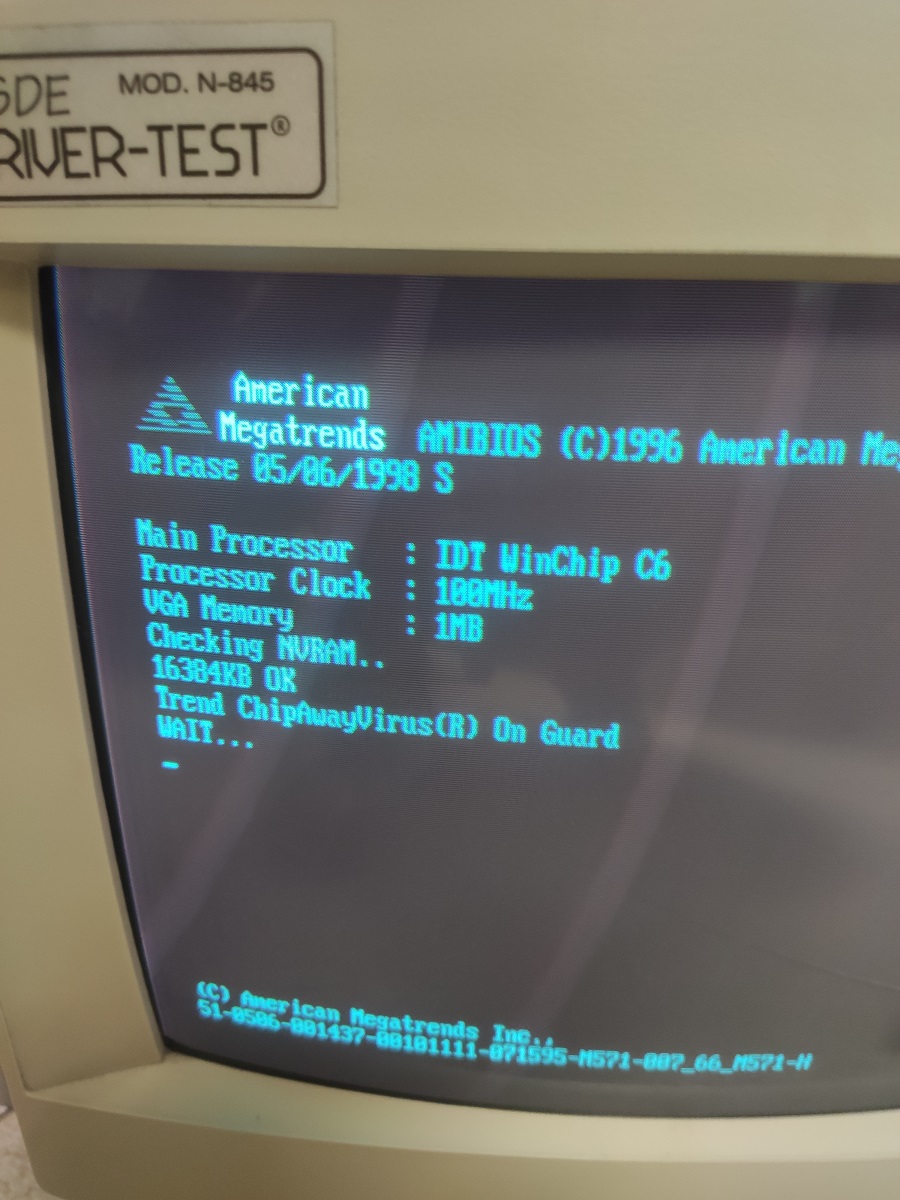 SDE MOD. N-845
RIVER-TEST®
American
Megatrends AMIBIOS (C)1996 American Me
Release 05/06/1998 S
Main Processor : IDT WinChip C6
Processor Clock : 100MHz
VGA Memory : 1MB
Checking NVRAM..
16384KB OK
Trend ChipAwayVirus(R) On Guard
WAIT...
_
(C) American Megatrends Inc.,
51-0506-001437-00101111-071595-M571-007_66_M571-H